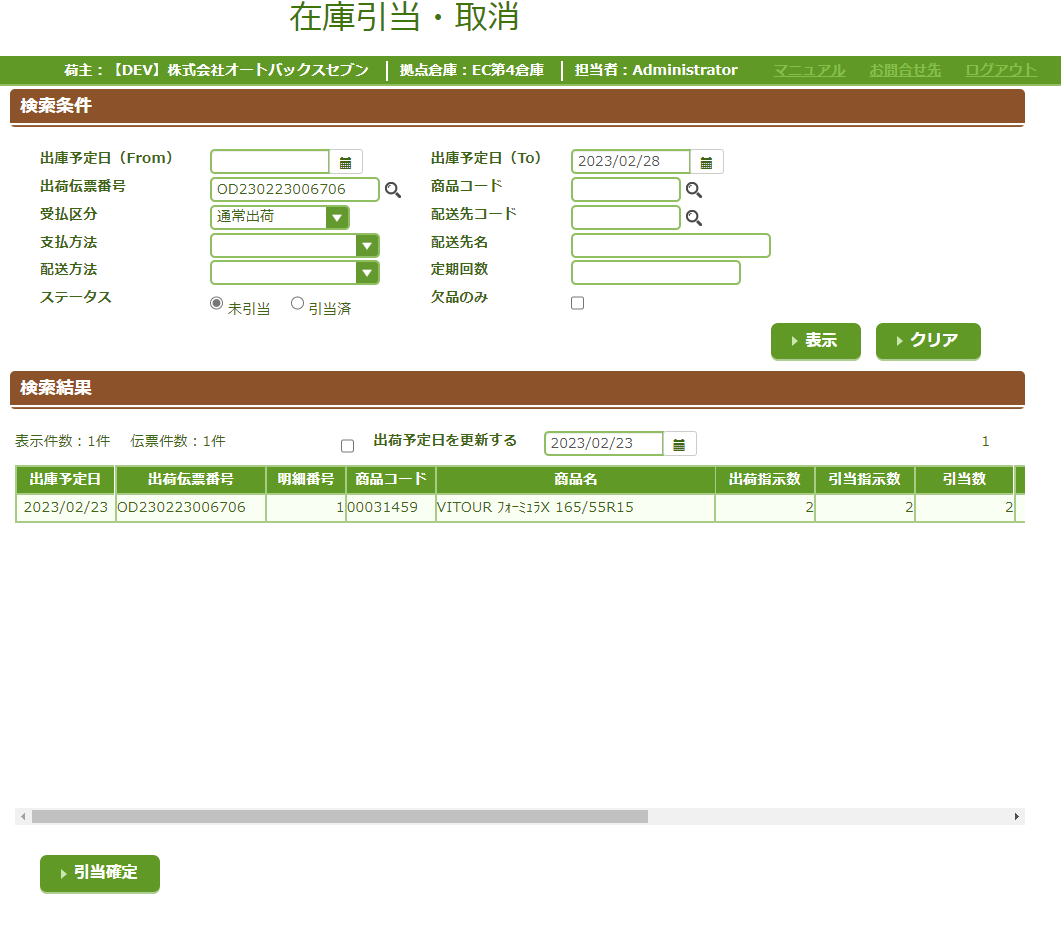 在庫引当・取消
荷主：【DEV】株式会社オートバックスセブン 拠点倉庫：EC第4倉庫 担当者：Administrator マニュアル お問合せ先 ログアウト
検索条件
出庫予定日（From） 出庫予定日（To） 2023/02/28
出荷伝票番号 OD230223006706 商品コード
受払区分 通常出荷 配送先コード
支払方法 配送先名
配送方法 定期回数
ステータス 未引当 引当済 欠品のみ
表示 クリア
検索結果
表示件数：1件 伝票件数：1件 出荷予定日を更新する 2023/02/23 1
出庫予定日 出荷伝票番号 明細番号 商品コード 商品名 出荷指示数 引当指示数 引当数
2023/02/23 OD230223006706 1 00031459 VITOUR ﾌｫｰﾐｭﾗX 165/55R15 2 2 2
引当確定